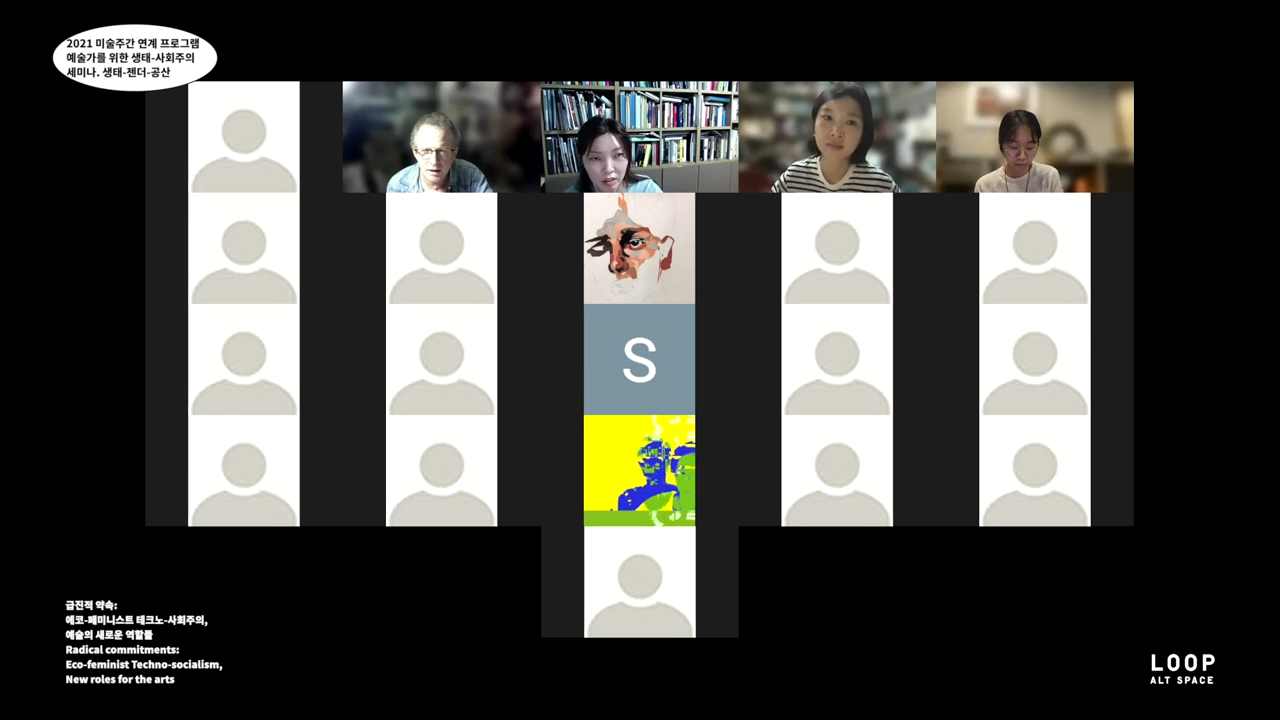 2021 미술주간 연계 프로그램
예술가를 위한 생태-사회주의
세미나. 생태-젠더-공산
S
급진적 약속:
에코-페미니스트 테크노-사회주의,
예술의 새로운 역할들
Radical commitments:
Eco-feminist Techno-socialism,
New roles for the arts
LOOP
ALT SPACE